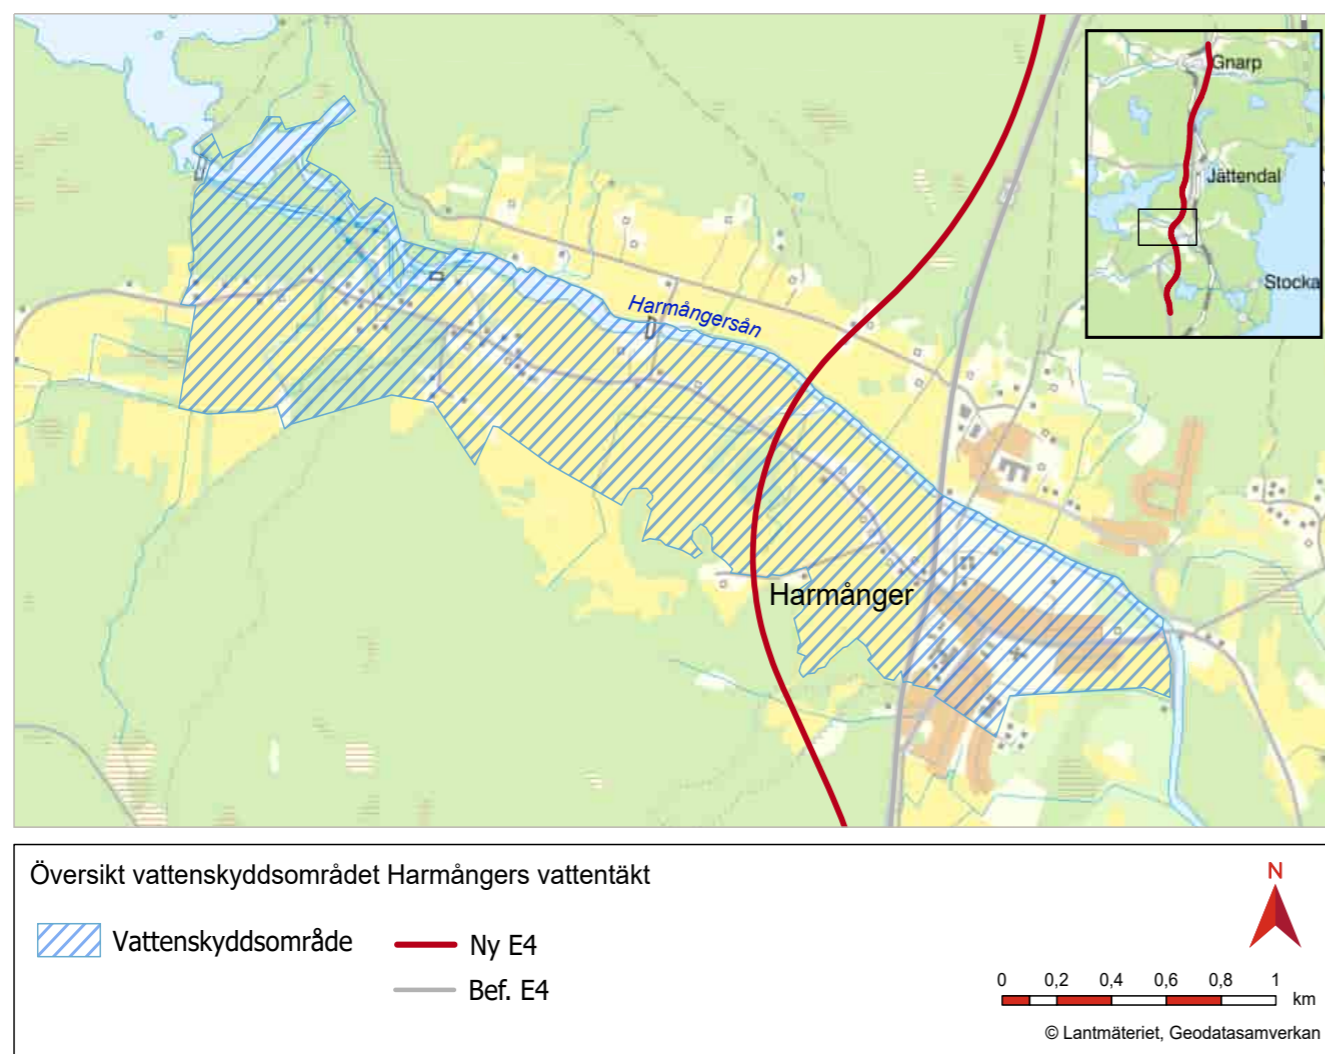 Gnarp
Jättendal
Stocka
Harmångersån
Harmånger
Översikt vattenskyddsområdet Harmångers vattentäkt
Vattenskyddsområde
Ny E4
Bef. E4
N
0 0,2 0,4 0,6 0,8 1
km
© Lantmäteriet, Geodatasamverkan